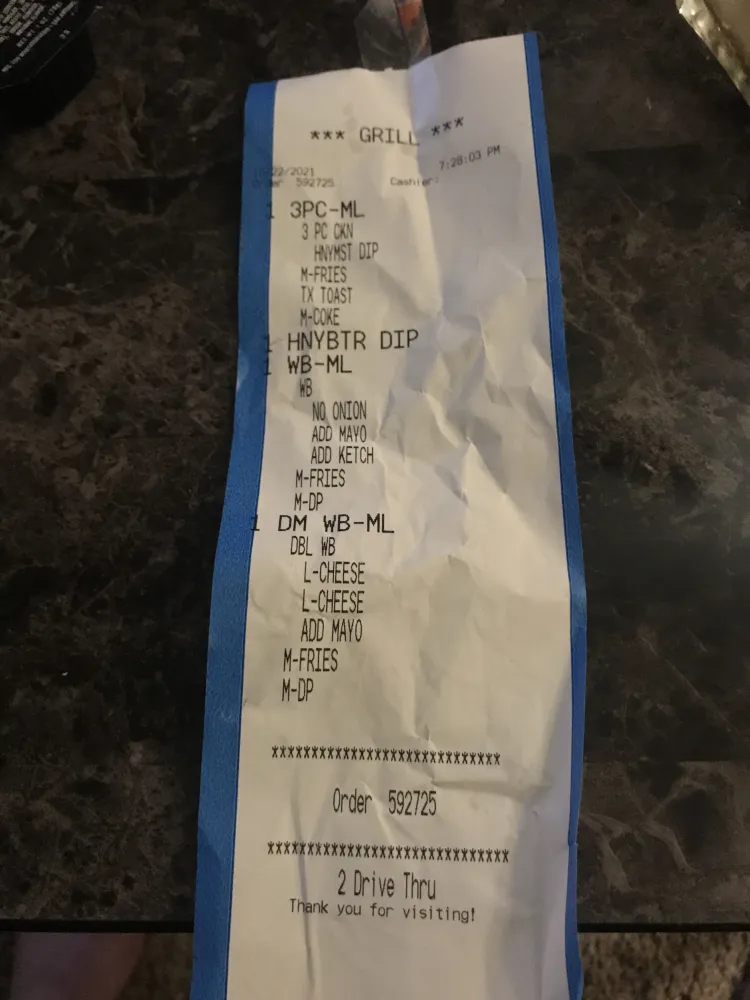 *** GRILL ***
7:28:03 PM
22/2021
Order 592725 Cashier:
1 3PC-ML
3 PC CKN
HNYMST DIP
M-FRIES
TX TOAST
M-COKE
1 HNYBTR DIP
1 WB-ML
WB
NO ONION
ADD MAYO
ADD KETCH
M-FRIES
M-DP
1 DM WB-ML
DBL WB
L-CHEESE
L-CHEESE
ADD MAYO
M-FRIES
M-DP
*****************************
Order 592725
******************************
2 Drive Thru
Thank you for visiting!